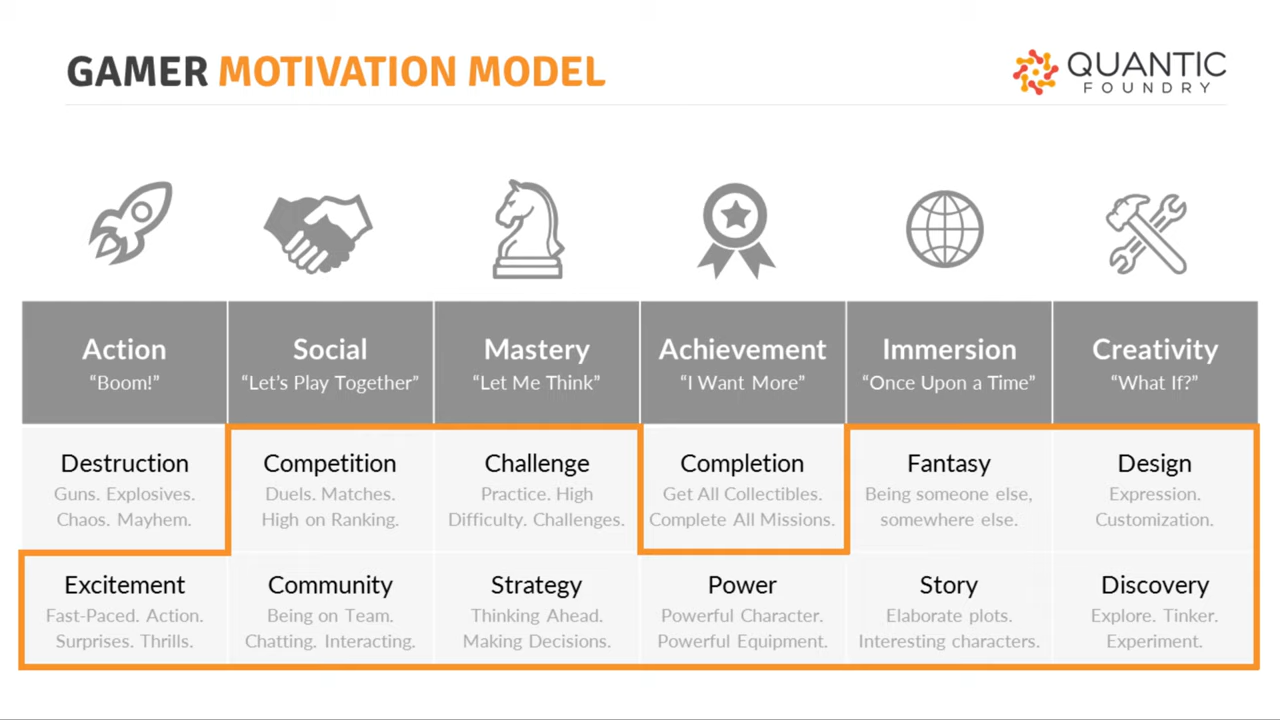 GAMER MOTIVATION MODEL
QUANTIC
FOUNDRY
Action
“Boom!”
Social
“Let’s Play Together”
Mastery
“Let Me Think”
Achievement
“I Want More”
Immersion
“Once Upon a Time”
Creativity
“What If?”
Destruction
Guns. Explosives.
Chaos. Mayhem.
Competition
Duels. Matches.
High on Ranking.
Challenge
Practice. High
Difficulty. Challenges.
Completion
Get All Collectibles.
Complete All Missions.
Fantasy
Being someone else,
somewhere else.
Design
Expression.
Customization.
Excitement
Fast-Paced. Action.
Surprises. Thrills.
Community
Being on Team.
Chatting. Interacting.
Strategy
Thinking Ahead.
Making Decisions.
Power
Powerful Character.
Powerful Equipment.
Story
Elaborate plots.
Interesting characters.
Discovery
Explore. Tinker.
Experiment.